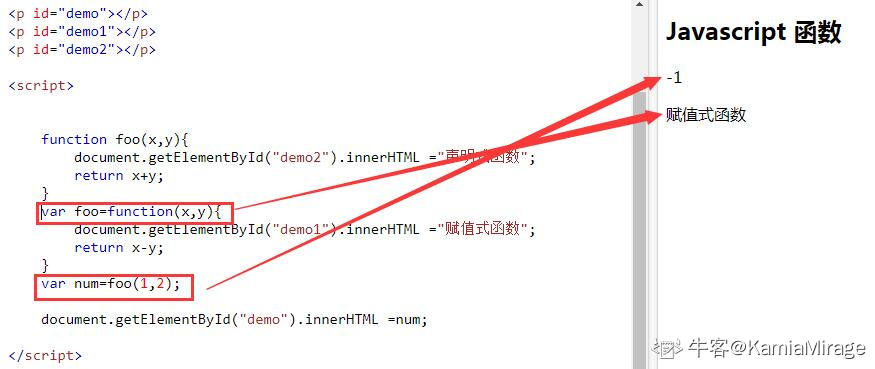 <p id="demo"></p>
<p id="demo1"></p>
<p id="demo2"></p>
<script>
function foo(x,y){
document.getElementById("demo2").innerHTML ="声明式函数";
return x+y;
}
var foo=function(x,y){
document.getElementById("demo1").innerHTML ="赋值式函数";
return x-y;
}
var num=foo(1,2);
document.getElementById("demo").innerHTML =num;
</script>
Javascript 函数
-1
赋值式函数
牛客@KamiaMirage